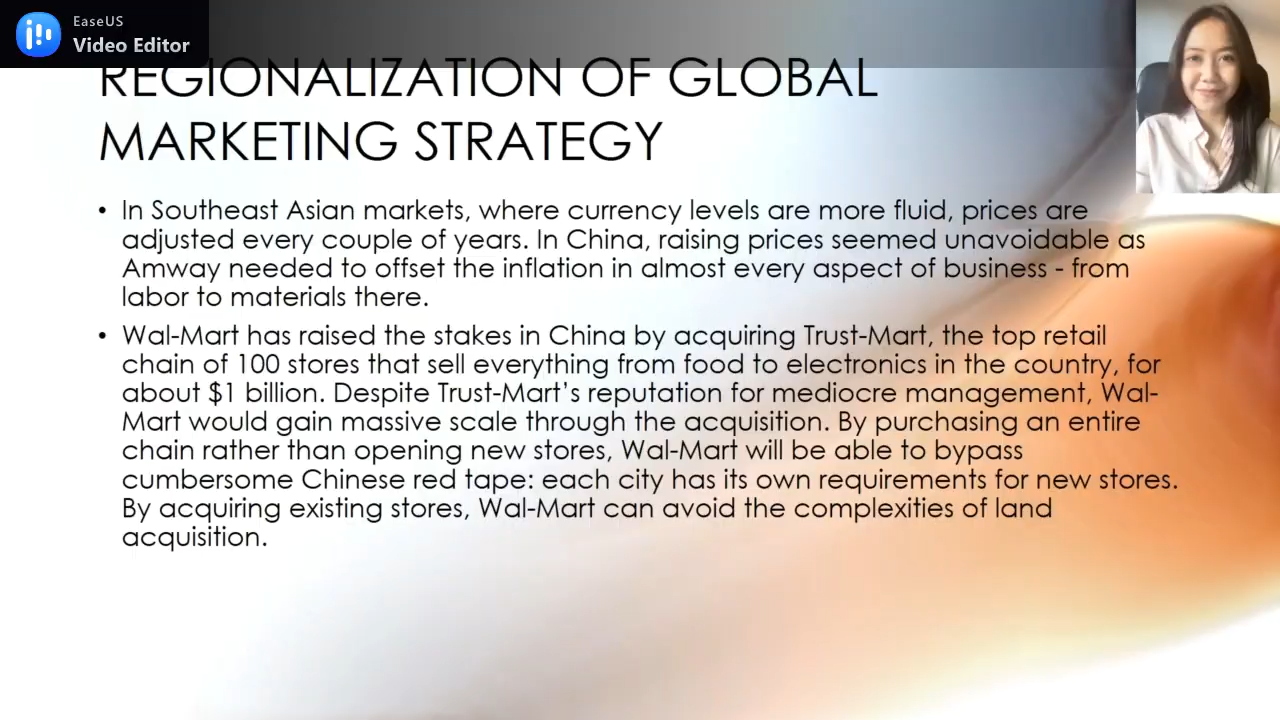 EaseUS
Video Editor
REGIONALIZATION OF GLOBAL
MARKETING STRATEGY
• In Southeast Asian markets, where currency levels are more fluid, prices are
adjusted every couple of years. In China, raising prices seemed unavoidable as
Amway needed to offset the inflation in almost every aspect of business - from
labor to materials there.
• Wal-Mart has raised the stakes in China by acquiring Trust-Mart, the top retail
chain of 100 stores that sell everything from food to electronics in the country, for
about $1 billion. Despite Trust-Mart’s reputation for mediocre management, Wal-
Mart would gain massive scale through the acquisition. By purchasing an entire
chain rather than opening new stores, Wal-Mart will be able to bypass
cumbersome Chinese red tape: each city has its own requirements for new stores.
By acquiring existing stores, Wal-Mart can avoid the complexities of land
acquisition.